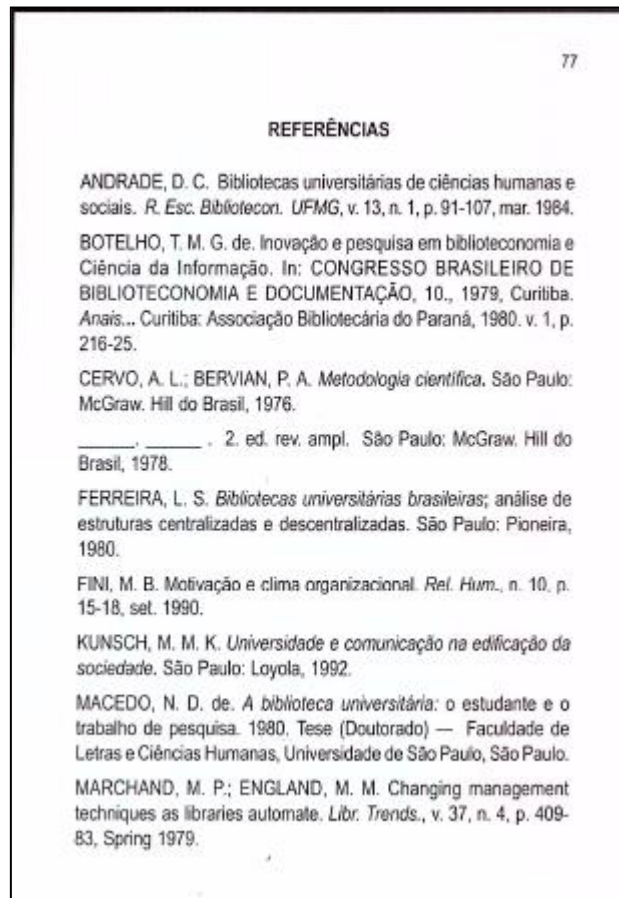 77
REFERÊNCIAS
ANDRADE, D. C. Bibliotecas universitárias de ciências humanas e
sociais. R. Esc. Bibliotecon. UFMG, v. 13, n. 1, p. 91-107, mar. 1984.
BOTELHO, T. M. G. de. Inovação e pesquisa em biblioteconomia e
Ciência da Informação. In: CONGRESSO BRASILEIRO DE
BIBLIOTECONOMIA E DOCUMENTAÇÃO, 10., 1979, Curitiba.
Anais... Curitiba: Associação Bibliotecária do Paraná, 1980. v. 1, p.
216-25.
CERVO, A. L.; BERVIAN, P. A. Metodologia científica. São Paulo:
McGraw. Hill do Brasil, 1976.
______. ______ . 2. ed. rev. ampl. São Paulo: McGraw. Hill do
Brasil, 1978.
FERREIRA, L. S. Bibliotecas universitárias brasileiras; análise de
estruturas centralizadas e descentralizadas. São Paulo: Pioneira,
1980.
FINI, M. B. Motivação e clima organizacional. Rel. Hum., n. 10, p.
15-18, set. 1990.
KUNSCH, M. M. K. Universidade e comunicação na edificação da
sociedade. São Paulo: Loyola, 1992.
MACEDO, N. D. de. A biblioteca universitária: o estudante e o
trabalho de pesquisa. 1980. Tese (Doutorado) — Faculdade de
Letras e Ciências Humanas, Universidade de São Paulo, São Paulo.
MARCHAND, M. P.; ENGLAND, M. M. Changing management
techniques as libraries automate. Libr. Trends., v. 37, n. 4, p. 409-
83, Spring 1979.